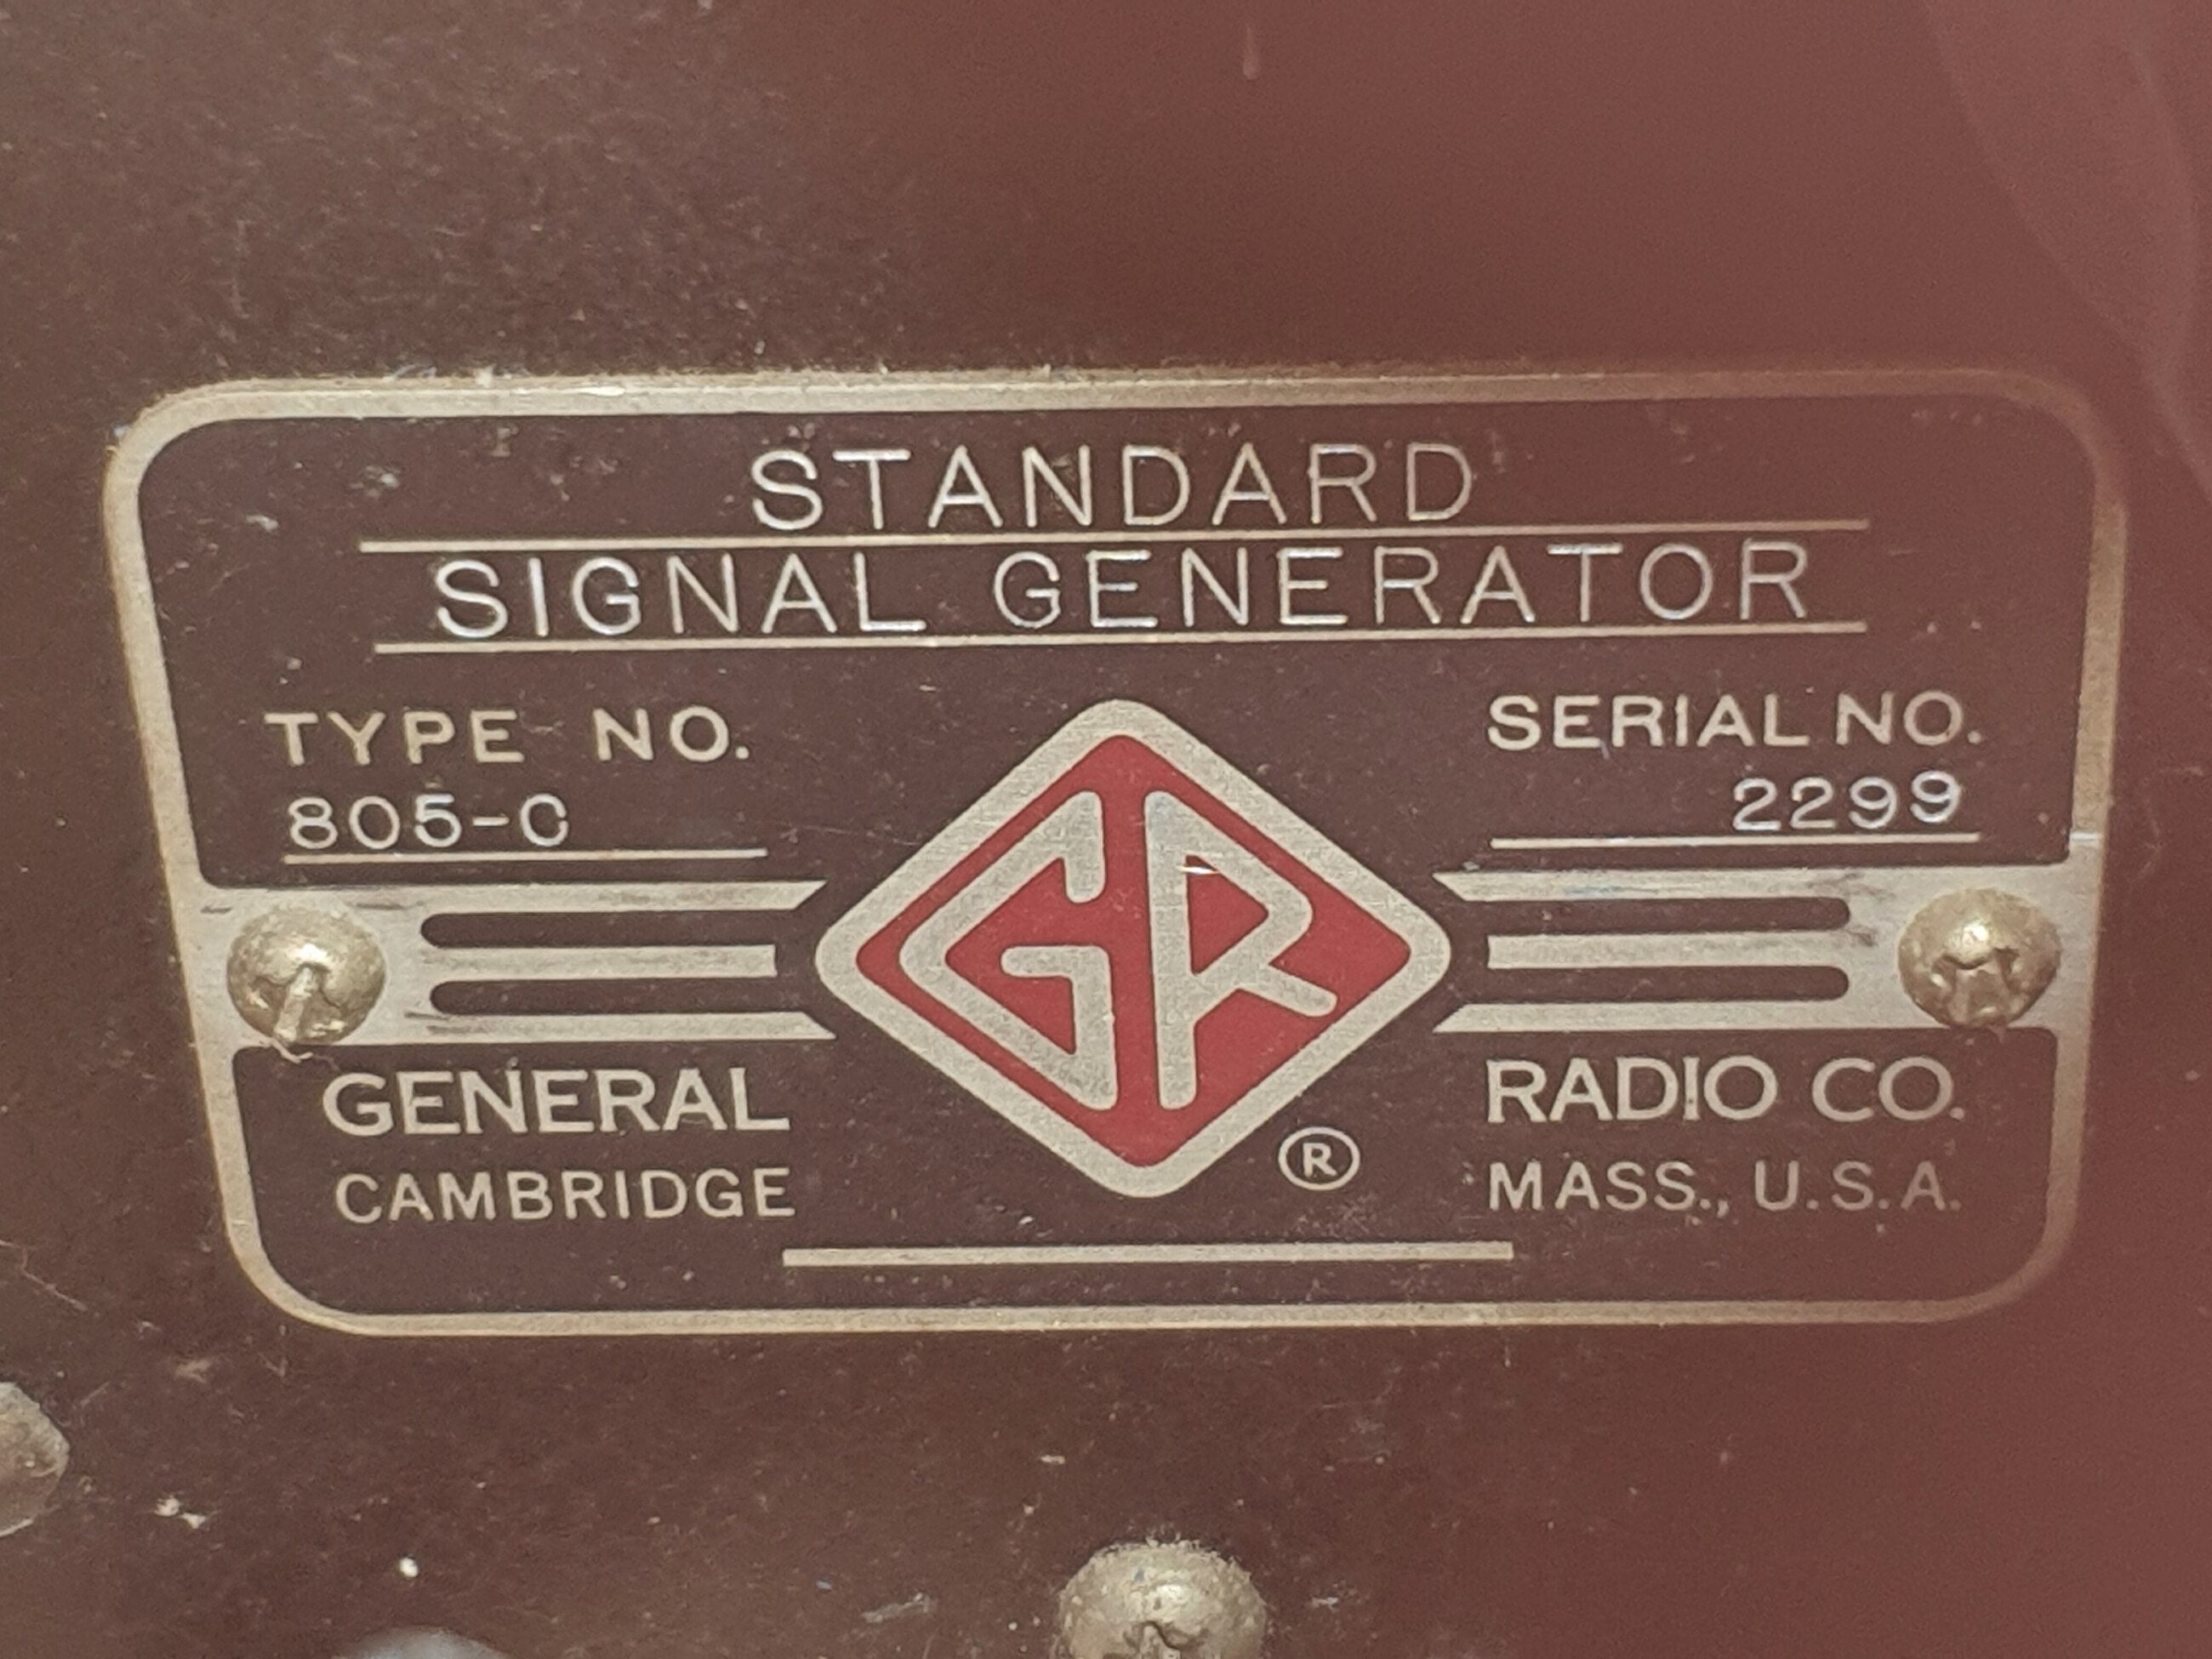 STANDARD
SIGNAL GENERATOR
TYPE NO. SERIAL NO.
805-C 2299
GR
GENERAL RADIO CO.
®
CAMBRIDGE MASS., U.S.A.